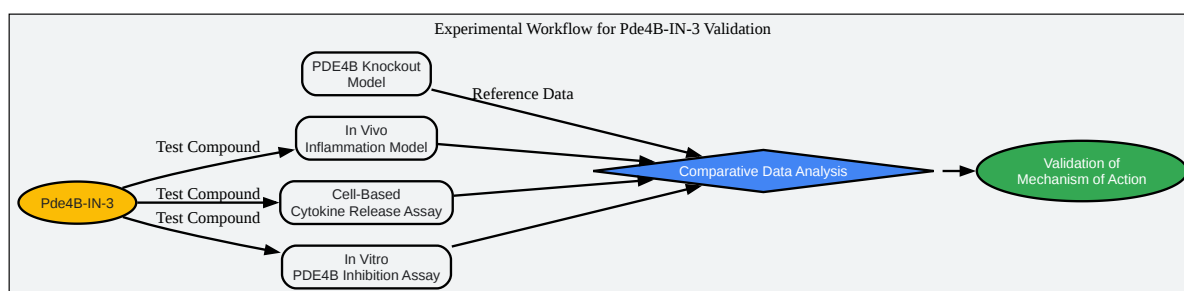 Experimental Workflow for Pde4B-IN-3 Validation
PDE4B Knockout
Model
Reference Data
In Vivo
Inflammation Model
Test Compound
Test Compound
Cell-Based
Cytokine Release Assay
Pde4B-IN-3
Test Compound
In Vitro
PDE4B Inhibition Assay
Comparative Data Analysis
Validation of
Mechanism of Action